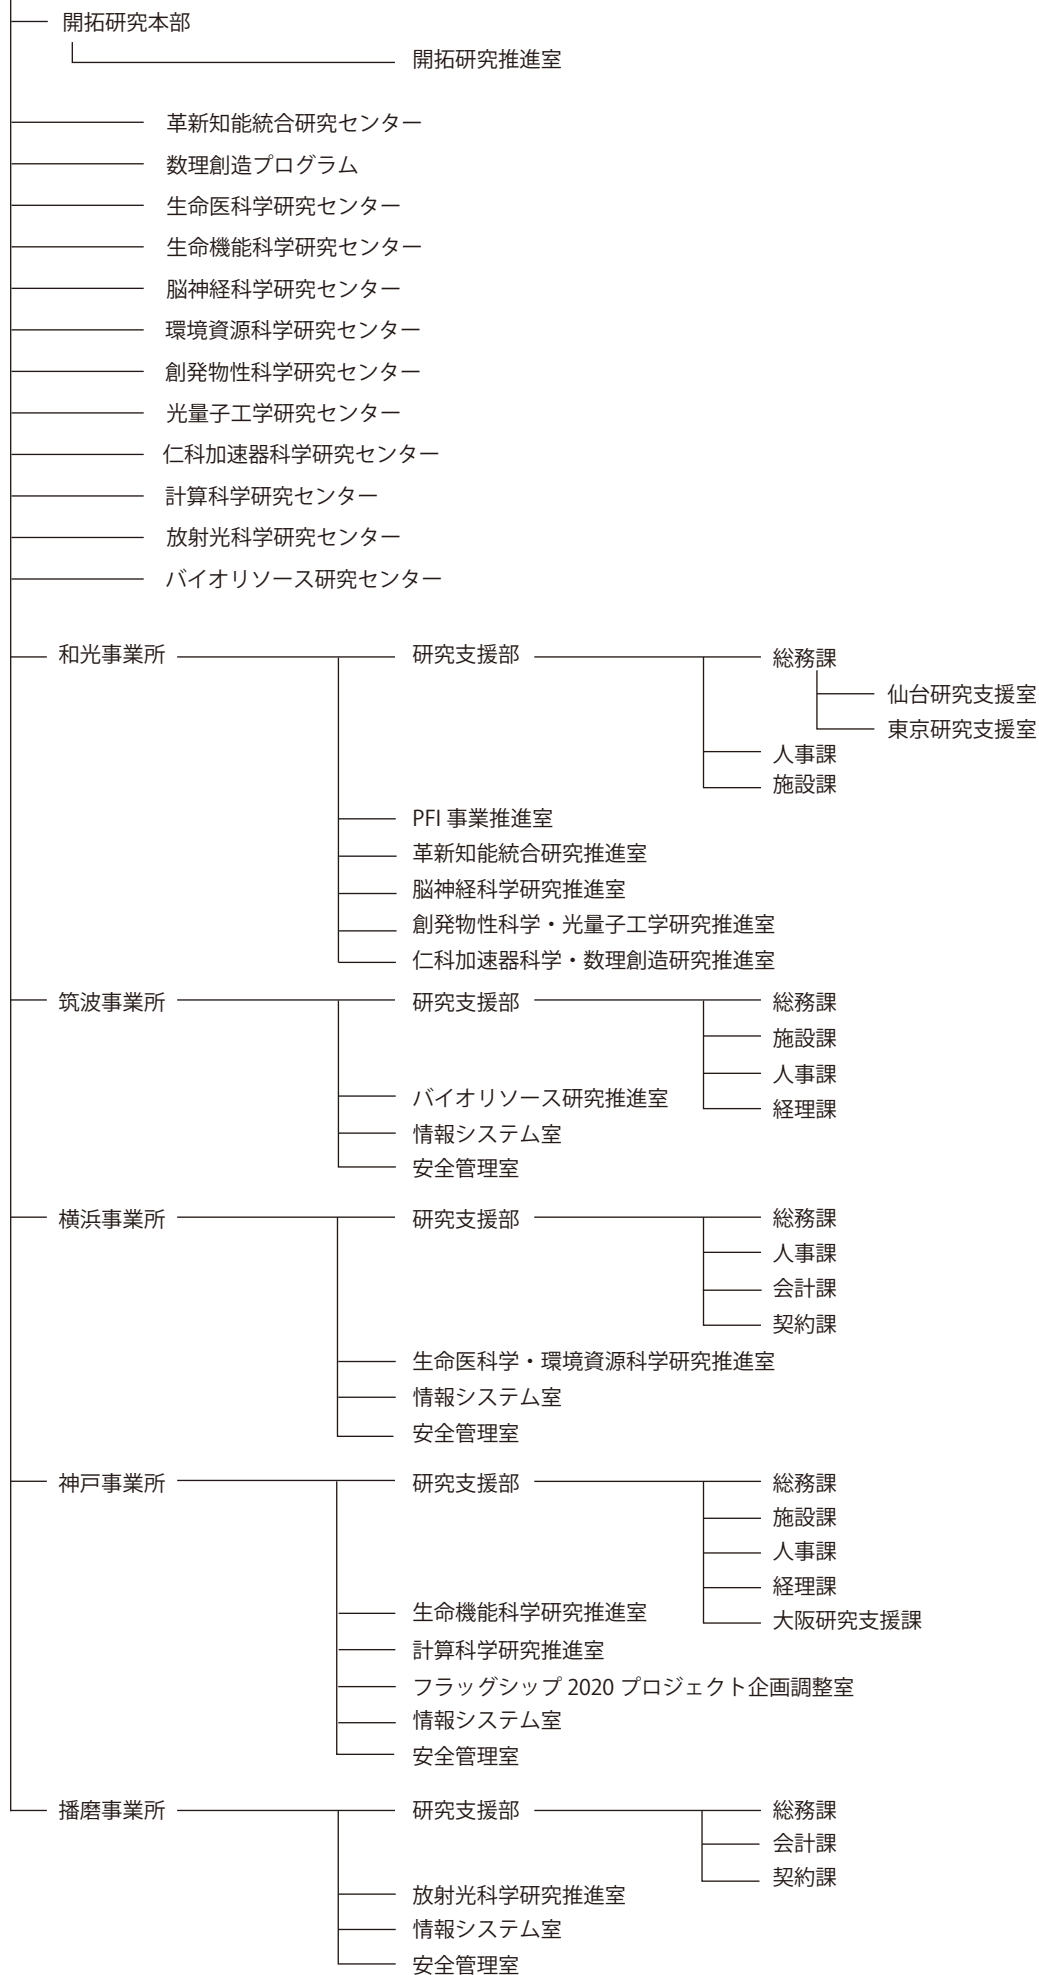 開拓研究本部
開拓研究推進室
革新知能統合研究センター
数理創造プログラム
生命医科学研究センター
生命機能科学研究センター
脳神経科学研究センター
環境資源科学研究センター
創発物性科学研究センター
光量子工学研究センター
仁科加速器科学研究センター
計算科学研究センター
放射光科学研究センター
バイオリソース研究センター
和光事業所 研究支援部 総務課
仙台研究支援室
東京研究支援室
人事課
施設課
PFI 事業推進室
革新知能統合研究推進室
脳神経科学研究推進室
創発物性科学・光量子工学研究推進室
仁科加速器科学・数理創造研究推進室
筑波事業所 研究支援部 総務課
施設課
人事課
バイオリソース研究推進室 経理課
情報システム室
安全管理室
横浜事業所 研究支援部 総務課
人事課
会計課
契約課
生命医科学・環境資源科学研究推進室
情報システム室
安全管理室
神戸事業所 研究支援部 総務課
施設課
人事課
経理課
生命機能科学研究推進室 大阪研究支援課
計算科学研究推進室
フラッグシップ 2020 プロジェクト企画調整室
情報システム室
安全管理室
播磨事業所 研究支援部 総務課
会計課
契約課
放射光科学研究推進室
情報システム室
安全管理室